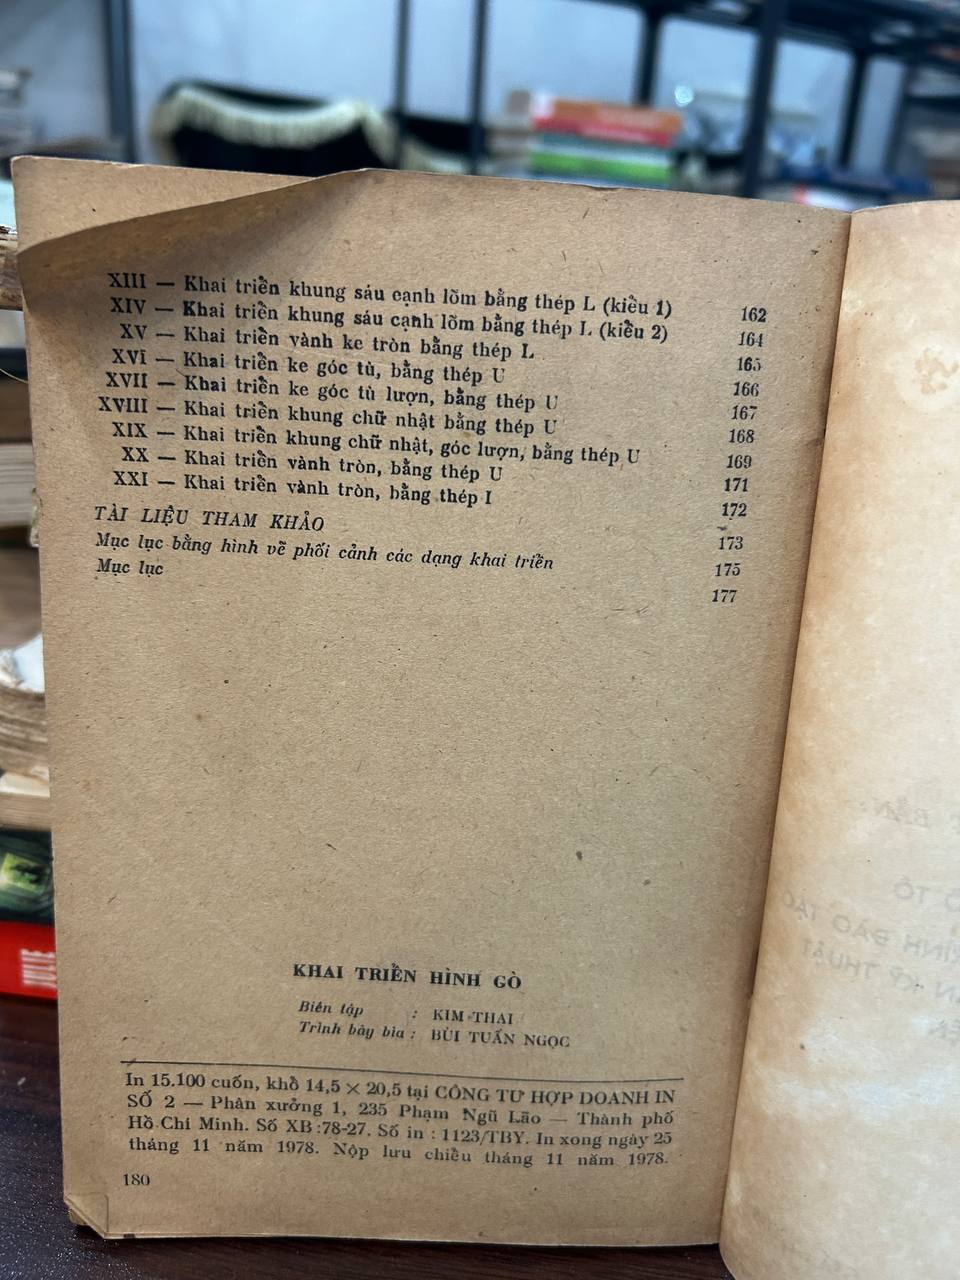 XIII — Khai triển khung sáu cạnh lõm bằng thép L (kiểu 1) 162
XIV — Khai triển khung sáu cạnh lõm bằng thép L (kiểu 2) 164
XV — Khai triển vành ke tròn bằng thép L 165
XVI — Khai triển ke góc tù, bằng thép U 166
XVII — Khai triển ke góc tù lượn, bằng thép U 167
XVIII — Khai triển khung chữ nhật bằng thép U 168
XIX — Khai triển khung chữ nhật, góc lượn, bằng thép U 169
XX — Khai triển vành tròn, bằng thép U 171
XXI — Khai triển vành tròn, bằng thép I 172
TÀI LIỆU THAM KHẢO 173
Mục lục bằng hình vẽ phối cảnh các dạng khai triển 175
Mục lục 177
KHAI TRIỂN HÌNH GÒ
Biên tập : KIM THAI
Trình bày bìa : BÙI TUẤN NGỌC
In 15.100 cuốn, khổ 14,5 × 20,5 tại CÔNG TƯ HỢP DOANH IN
SỐ 2 — Phân xưởng 1, 235 Phạm Ngũ Lão — Thành phố
Hồ Chí Minh. Số XB :78-27. Số in : 1123/TBY. In xong ngày 25
tháng 11 năm 1978. Nộp lưu chiểu tháng 11 năm 1978.
180